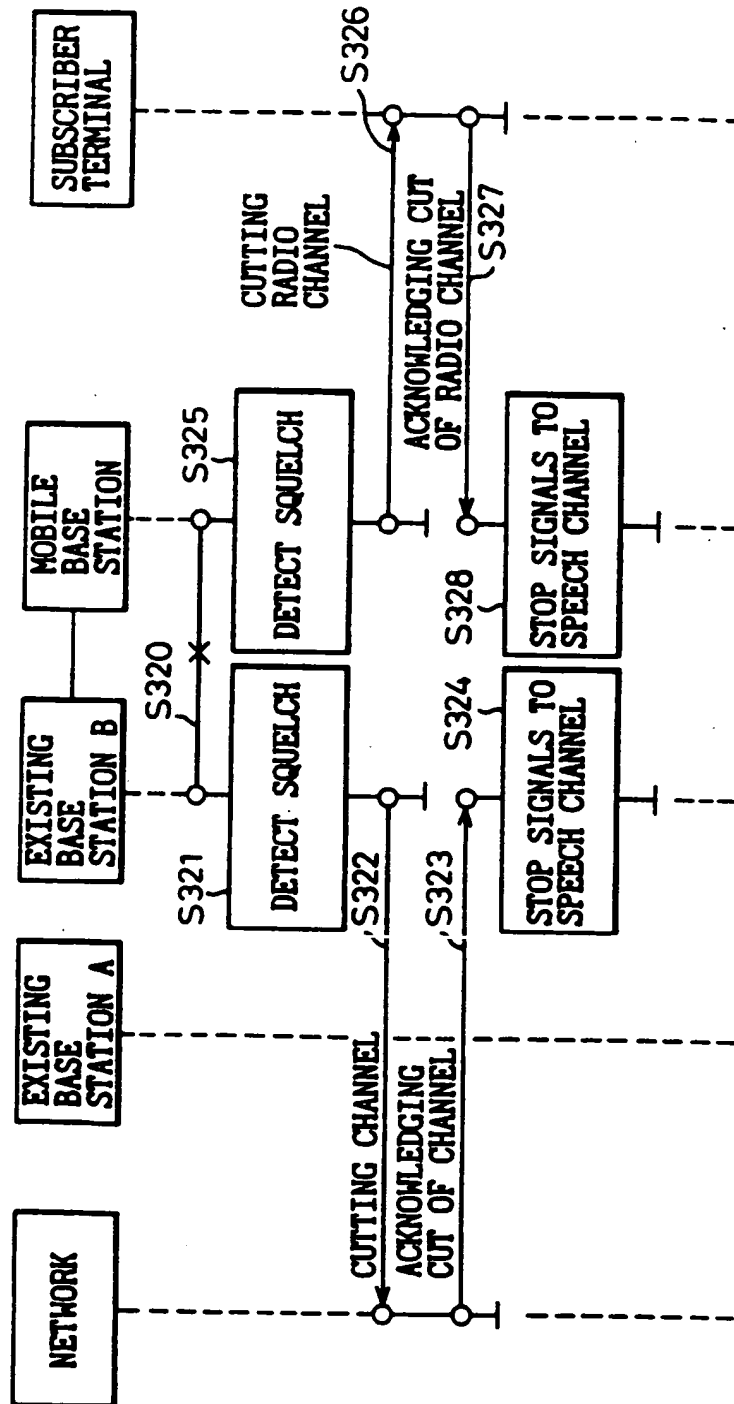 NETWORK
EXISTING
BASE
STATION A
EXISTING
BASE
STATION B
MOBILE
BASE
STATION
SUBSCRIBER
TERMINAL
S320
S321
DETECT SQUELCH
S325
DETECT SQUELCH
CUTTING CHANNEL
S322
CUTTING
RADIO
CHANNEL
S326
ACKNOWLEDGING
CUT OF CHANNEL
S323
ACKNOWLEDGING CUT
OF RADIO CHANNEL
S327
S324
STOP SIGNALS TO
SPEECH CHANNEL
S328
STOP SIGNALS TO
SPEECH CHANNEL